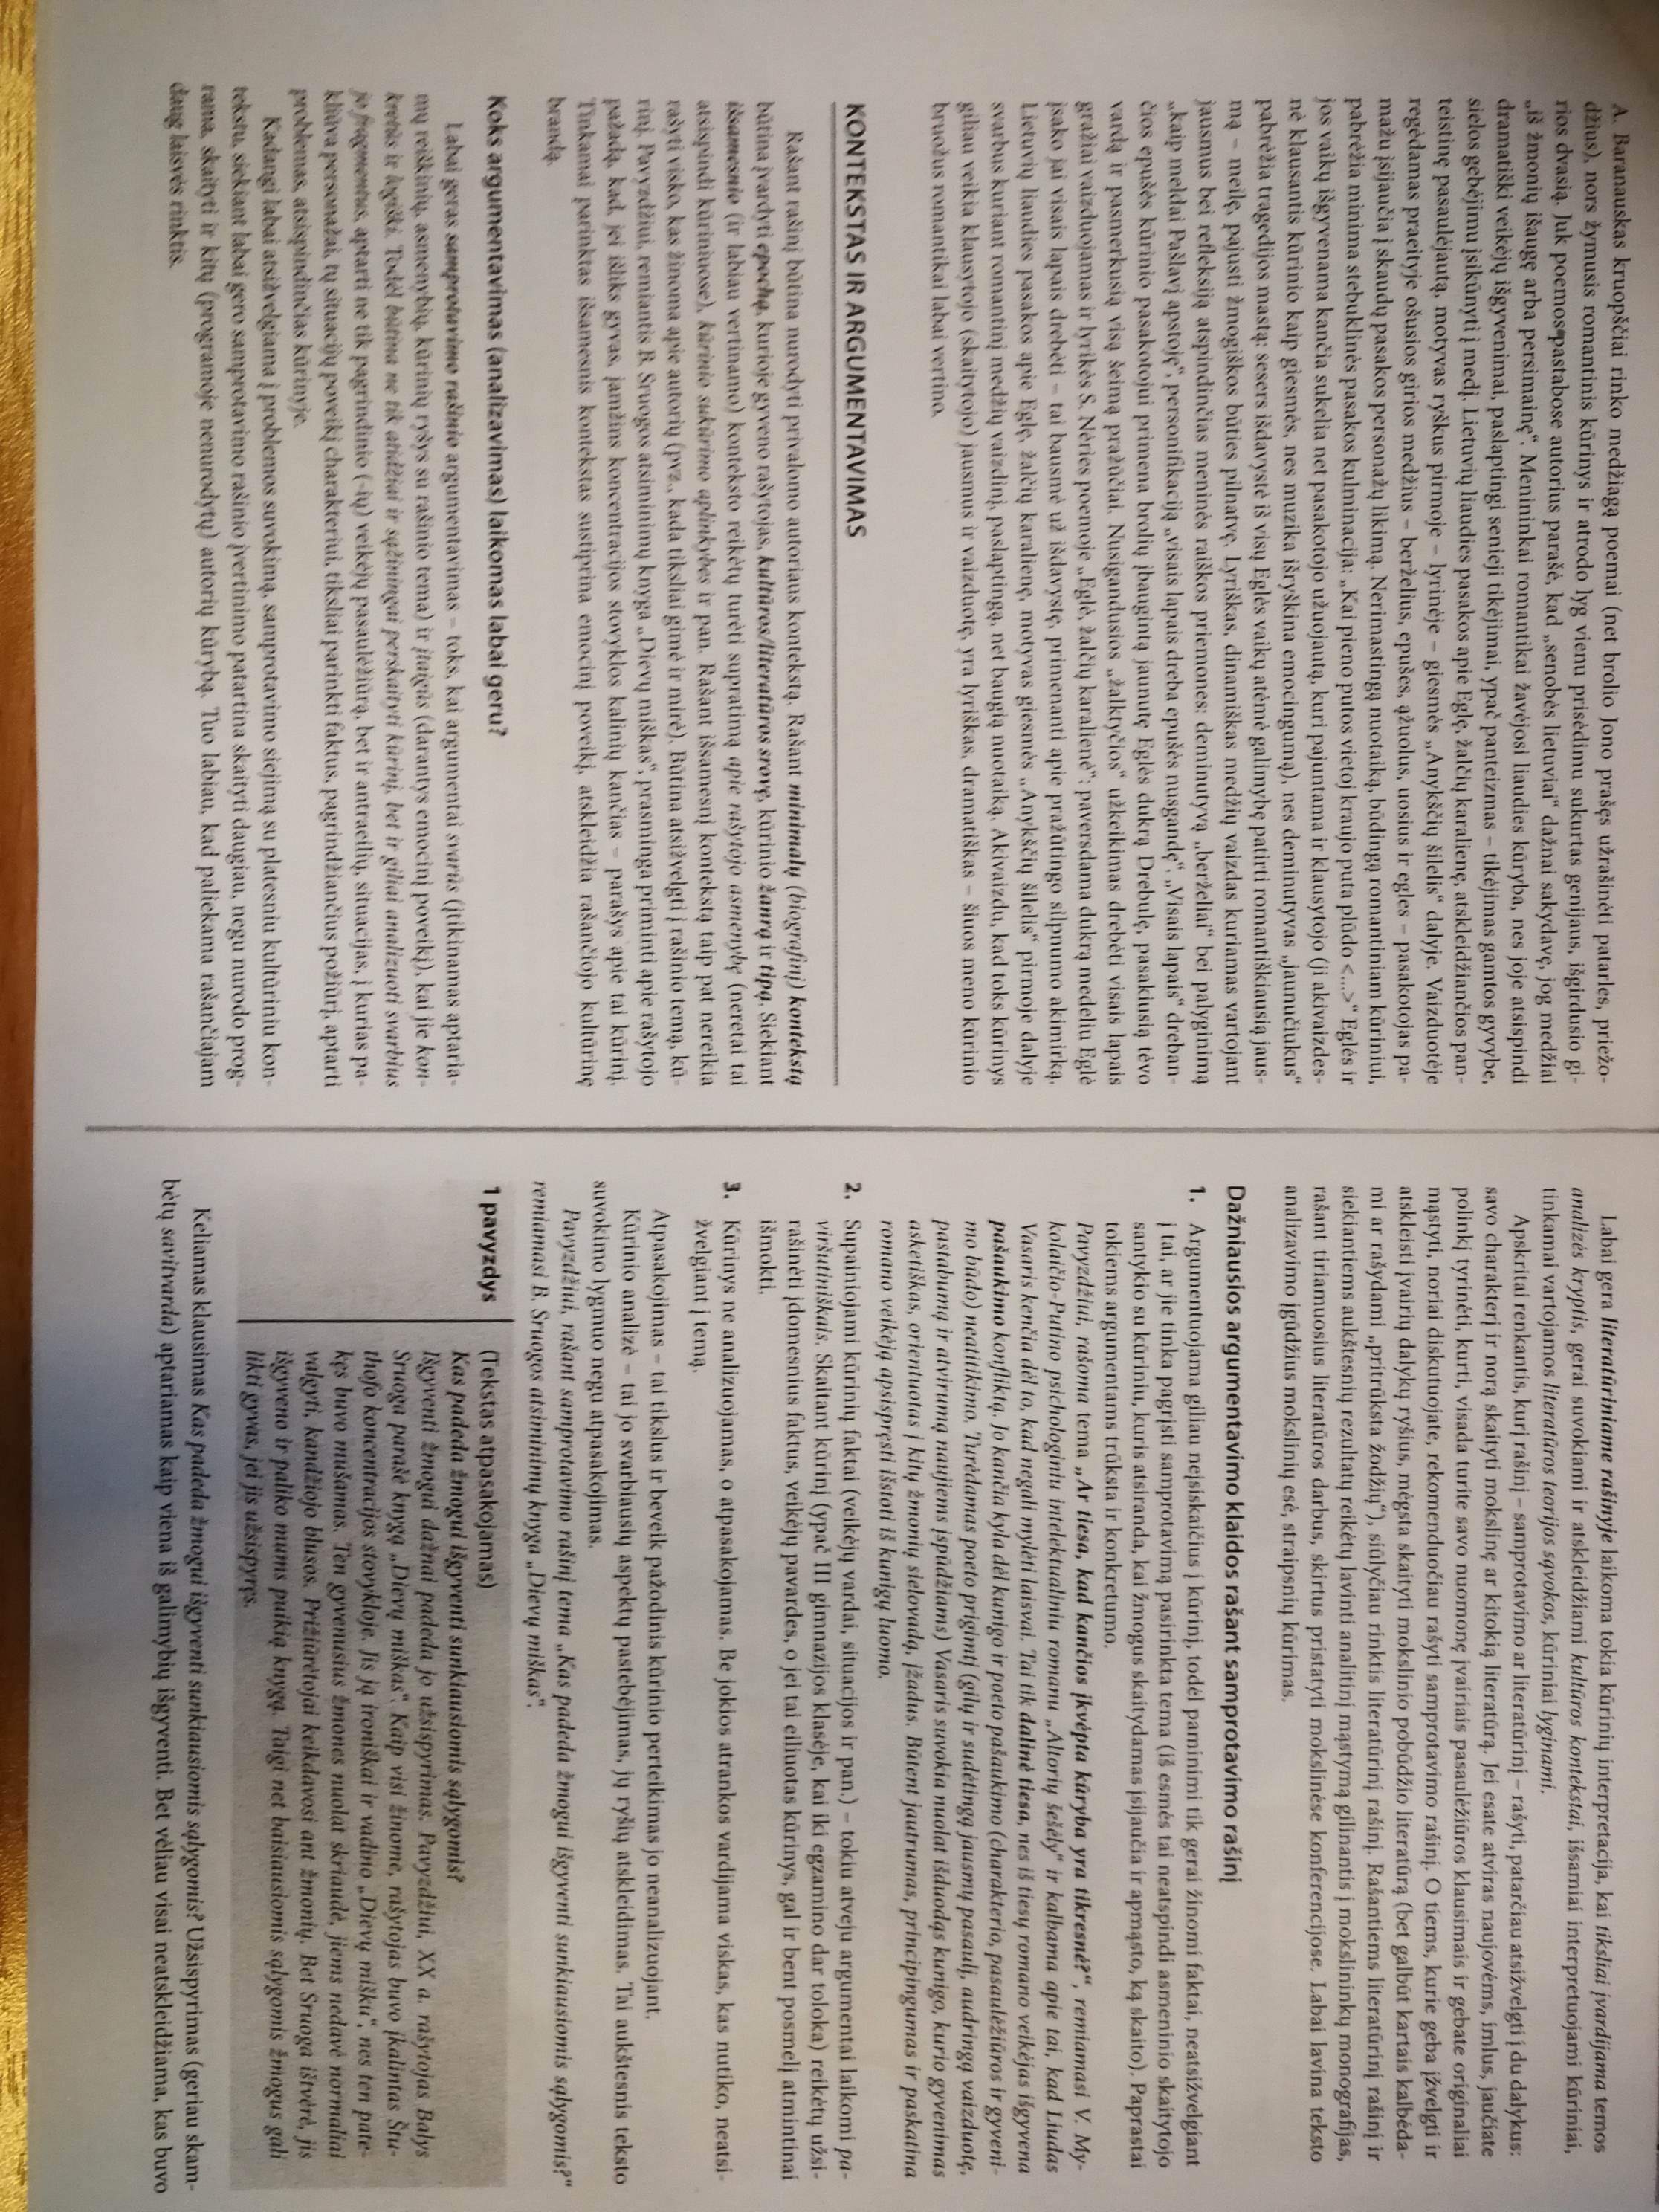 A. Baranauskas kruopščiai rinko medžiagą poemai (net brolio Jono prašęs užrašinėti patarles, priežo-
džius), nors žymusis romantinis kūrinys ir atrodo lyg vienu prisėdimu sukurtas genijaus, išgirdusio gi-
rios dvasią. Juk poemos pastabose autorius parašė, kad „senobės lietuviai“ dažnai sakydavę, jog medžiai
„iš žmonių išaugę arba persimainę“. Menininkai romantikai žavėjosi liaudies kūryba, nes joje atsispindi
dramatiški veikėjų išgyvenimai, paslaptingi senieji tikėjimai, ypač panteizmas – tikėjimas gamtos gyvybe,
sielos gebėjimu įsikūnyti į medį. Lietuvių liaudies pasakos apie Eglę, žalčių karalienę, atskleidžiančios pan-
teistinę pasaulėjautą, motyvas ryškus pirmoje – lyrinėje – giesmės „Anykščių šilelis“ dalyje. Vaizduotėje
regėdamas praeityje ošusios girios medžius – berželius, epušes, ąžuolus, uosius ir egles – pasakotojas pa-
mažu įsijaučia į skaudų pasakos personažų likimą. Nerimastingą nuotaiką, būdingą romantiniam kūriniui,
pabrėžia minima stebuklinės pasakos kulminacija: „Kai pieno putos vietoj kraujo puta plūdo <...>“ Eglės ir
jos vaikų išgyvenama kančia sukelia net pasakotojo užuojautą, kuri pajuntama ir klausytojo (ji akivaizdes-
nė klausantis kūrinio kaip giesmės, nes muzika išryškina emocingumą), nes deminutyvas „jaunučiukus“
pabrėžia tragedijos mastą: sesers išdavystė iš visų Eglės vaikų atėmė galimybę patirti romantiškiausią jaus-
mą – meilę, pajusti žmogiškos būties pilnatvę. Lyriškas, dinamiškas medžių vaizdas kuriamas vartojant
jausmus bei refleksiją atspindinčias meninės raiškos priemones: deminutyvą „berželiai“ bei palyginimą
„kaip meldai Pašlavį apstoję“, personifikaciją „visais lapais dreba epušės nusgandę“. „Visais lapais“ dreban-
čios epušės kūrinio pasakotojui primena brolių įbaugintą jaunutę Eglės dukrą Drebulę, pasakiusią tėvo
vardą ir pasmerkusią visą šeimą pražūčiai. Nusigandusios „žalktyčios“ užkeikimas drebėti visais lapais
gražiai vaizduojamas ir lyrikės S. Nėries poemoje „Eglė, žalčių karalienė“: paversdama dukrą medeliu Eglė
įsako jai visais lapais drebėti – tai bausmė už išdavystę, primenanti apie pražūtingo silpnumo akimirką.
Lietuvių liaudies pasakos apie Eglę, žalčių karalienę, motyvas giesmės „Anykščių šilelis“ pirmoje dalyje
svarbus kuriant romantinį medžių vaizdinį, paslaptingą, net baugią nuotaiką. Akivaizdu, kad toks kūrinys
giliau veikia klausytojo (skaitytojo) jausmus ir vaizduotę, yra lyriškas, dramatiškas – šiuos meno kūrinio
bruožus romantikai labai vertino.
KONTEKSTAS IR ARGUMENTAVIMAS
Rašant rašinį būtina nurodyti privalomo autoriaus kontekstą. Rašant minimalų (biografinį) kontekstą
būtina įvardyti epochą, kurioje gyveno rašytojas, kultūros/literatūros srovę, kūrinio žanrą ir tipą. Siekiant
išsamesnio (ir labiau vertinamo) konteksto reikėtų turėti supratimą apie rašytojo asmenybę (neretai tai
atsispindi kūriniuose), kūrinio sukūrimo aplinkybes ir pan. Rašant išsamesnį kontekstą taip pat nereikia
rašyti visko, kas žinoma apie autorių (pvz., kada tiksliai gimė ir mirė). Būtina atsižvelgti į rašinio temą, kū-
rinį. Pavyzdžiui, remiantis B. Sruogos atsiminimų knyga „Dievų miškas“, prasminga priminti apie rašytojo
pažadą, kad, jei išliks gyvas, įamžins koncentracijos stovyklos kalinių kančias – parašys apie tai kūrinį.
Tinkamai parinktas išsamesnis kontekstas sustiprina emocinį poveikį, atskleidžia rašančiojo kultūrinę
brandą.
Koks argumentavimas (analizavimas) laikomas labai geru?
Labai geras samprotavimo rašinio argumentavimas – toks, kai argumentai svarūs (įtikinamas aptaria-
mų reiškinių, asmenybių, kūrinių ryšys su rašinio tema) ir įtaigūs (darantys emocinį poveikį), kai jie kon-
kretūs ir logiški. Todėl būtina ne tik atidžiai ir sąžiningai perskaityti kūrinį, bet ir giliai analizuoti svarbius
jo fragmentus, aptarti ne tik pagrindinio (-ių) veikėjų pasaulėžiūrą, bet ir antraeilių, situacijas, į kurias pa-
kliūva personažai, tų situacijų poveikį charakteriui, tiksliai parinkti faktus, pagrindžiančius požiūrį, aptarti
problemas, atsispindinčias kūrinyje.
Kadangi labai atsižvelgiama į problemos suvokimą, samprotavimo siejimą su platesniu kultūriniu kon-
tekstu, siekiant labai gero samprotavimo rašinio įvertinimo patartina skaityti daugiau, negu nurodo prog-
rama, skaityti ir kitų (programoje nenurodytų) autorių kūrybą. Tuo labiau, kad paliekama rašančiajam
daug laisvės rinktis.
Labai gera literatūriniame rašinyje laikoma tokia kūrinių interpretacija, kai tiksliai įvardijama temos
analizės kryptis, gerai suvokiami ir atskleidžiami kultūros kontekstai, išsamiai interpretuojami kūriniai,
tinkamai vartojamos literatūros teorijos sąvokos, kūriniai lyginami.
Apskritai renkantis, kurį rašinį – samprotavimo ar literatūrinį – rašyti, patarčiau atsižvelgti į du dalykus:
savo charakterį ir norą skaityti mokslinę ar kitokią literatūrą. Jei esate atviras naujovėms, imlus, jaučiate
polinkį tyrinėti, kurti, visada turite savo nuomonę įvairiais pasaulėžiūros klausimais ir gebate originaliai
mąstyti, noriai diskutuojate, rekomenduočiau rašyti samprotavimo rašinį. O tiems, kurie geba įžvelgti ir
atskleisti įvairių dalykų ryšius, mėgsta skaityti mokslinio pobūdžio literatūrą (bet galbūt kartais kalbėda-
mi ar rašydami „pritrūksta žodžių“), siūlyčiau rinktis literatūrinį rašinį. Rašantiems literatūrinį rašinį ir
siekiantiems aukštesnių rezultatų reikėtų lavinti analitinį mąstymą gilinantis į mokslininkų monografijas,
rašant tiriamuosius literatūros darbus, skirtus pristatyti mokslinėse konferencijose. Labai lavina teksto
analizavimo įgūdžius mokslinių esė, straipsnių kūrimas.
Dažniausios argumentavimo klaidos rašant samprotavimo rašinį
1. Argumentuojama giliau neįsiskaičius į kūrinį, todėl paminimi tik gerai žinomi faktai, neatsižvelgiant
į tai, ar jie tinka pagrįsti samprotavimą pasirinkta tema (iš esmės tai neatspindi asmeninio skaitytojo
santykio su kūriniu, kuris atsiranda, kai žmogus skaitydamas įsijaučia ir apmąsto, ką skaito). Paprastai
tokiems argumentams trūksta ir konkretumo.
Pavyzdžiui, rašoma tema „Ar tiesa, kad kančios įkvėpta kūryba yra tikresnė?“, remiamasi V. My-
kolaičio-Putino psichologiniu intelektualiniu romanu „Altorių šešėly“ ir kalbama apie tai, kad Liudas
Vasaris kenčia dėl to, kad negali mylėti laisvai. Tai tik dalinė tiesa, nes iš tiesų romano veikėjas išgyvena
pašaukimo konfliktą. Jo kančia kyla dėl kunigo ir poeto pašaukimo (charakterio, pasaulėžiūros ir gyveni-
mo būdo) neatitikimo. Turėdamas poeto prigimtį (gilų ir sudėtingą jausmų pasaulį, audringą vaizduotę,
pastabumą ir atvirumą naujiems įspūdžiams) Vasaris suvokia nuolat išduodąs kunigo, kurio gyvenimas
asketiškas, orientuotas į kitų žmonių sielovadą, įžadus. Būtent jautrumas, principingumas ir paskatina
romano veikėją apsispręsti išstoti iš kunigų luomo.
2. Supainiojami kūrinių faktai (veikėjų vardai, situacijos ir pan.) – tokiu atveju argumentai laikomi pa-
viršutiniškais. Skaitant kūrinį (ypač III gimnazijos klasėje, kai iki egzamino dar toloka) reikėtų užsi-
rašinėti įdomesnius faktus, veikėjų pavardes, o jei tai eiliuotas kūrinys, gal ir bent posmelį atmintinai
išmokti.
3. Kūrinys ne analizuojamas, o atpasakojamas. Be jokios atrankos vardijama viskas, kas nutiko, neatsi-
žvelgiant į temą.
Atpasakojimas – tai tikslus ir beveik pažodinis kūrinio perteikimas jo neanalizuojant.
Kūrinio analizė – tai jo svarbiausių aspektų pastebėjimas, jų ryšių atskleidimas. Tai aukštesnis teksto
suvokimo lygmuo negu atpasakojimas.
Pavyzdžiui, rašant samprotavimo rašinį tema „Kas padeda žmogui išgyventi sunkiausiomis sąlygomis?“
remiamasi B. Sruogos atsiminimų knyga „Dievų miškas“.
1 pavyzdys
(Tekstas atpasakojamas)
Kas padeda žmogui išgyventi sunkiausiomis sąlygomis?
Išgyventi žmogui dažnai padeda jo užsispyrimas. Pavyzdžiui, XX a. rašytojas Balys
Sruoga parašė knygą „Dievų miškas“. Kaip visi žinome, rašytojas buvo įkalintas Štu-
thofo koncentracijos stovykloje. Jis ją ironiškai ir vadino „Dievų mišku“, nes ten pate-
kęs buvo mušamas. Ten gyvenusius žmones nuolat skriaudė, jiems nedavė normaliai
valgyti, kandžiojo blusos. Prižiūrėtojai keikdavosi ant žmonių. Bet Sruoga ištvėrė, jis
išgyveno ir paliko mums puikią knygą. Taigi net baisiausiomis sąlygomis žmogus gali
likti gyvas, jei jis užsispyręs.
Keliamas klausimas Kas padeda žmogui išgyventi sunkiausiomis sąlygomis? Užsispyrimas (geriau skam-
bėtų savitvarda) aptariamas kaip viena iš galimybių išgyventi. Bet vėliau visai neatskleidžiama, kas buvo